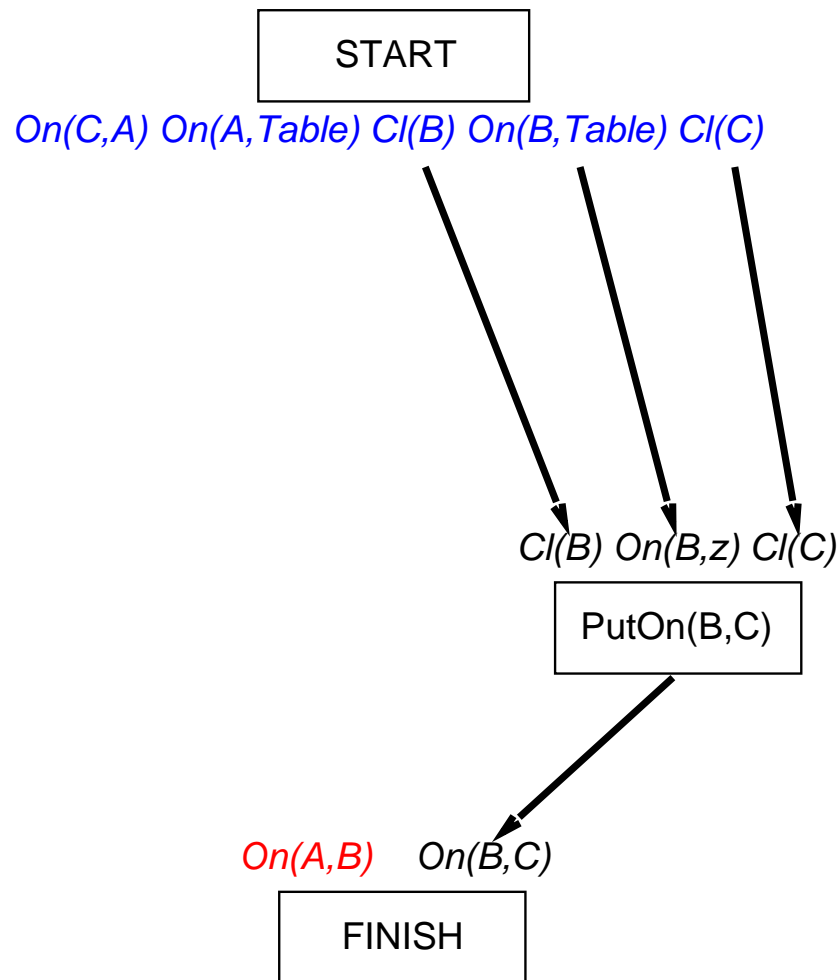 START
On(C,A) On(A,Table) Cl(B) On(B,Table) Cl(C)
Cl(B) On(B,z) Cl(C)
PutOn(B,C)
On(A,B) On(B,C)
FINISH